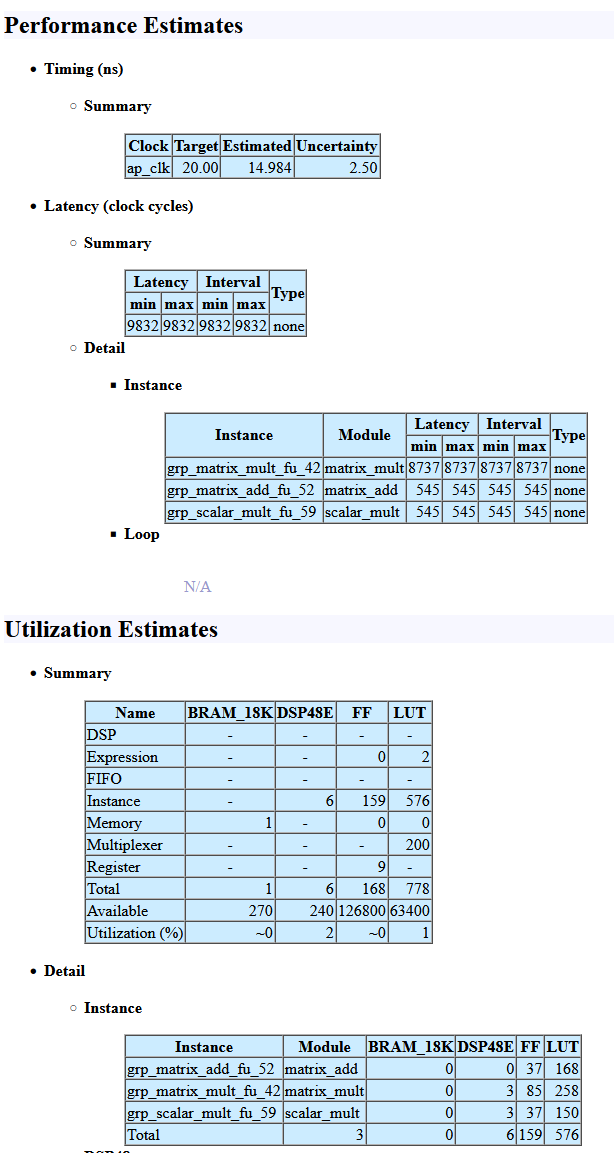 Performance Estimates
Timing (ns)
Summary
Clock Target Estimated Uncertainty
ap_clk 20.00 14.984 2.50
Latency (clock cycles)
Summary
Latency Interval Type
min max min max
9832 9832 9832 9832 none
Detail
Instance
Instance Module Latency Interval Type
min max min max
grp_matrix_mult_fu_42 matrix_mult 8737 8737 8737 8737 none
grp_matrix_add_fu_52 matrix_add 545 545 545 545 none
grp_scalar_mult_fu_59 scalar_mult 545 545 545 545 none
Loop
N/A
Utilization Estimates
Summary
Name BRAM_18K DSP48E FF LUT
DSP - - - -
Expression - - 0 2
FIFO - - - -
Instance - 6 159 576
Memory 1 - 0 0
Multiplexer - - - 200
Register - - 9 -
Total 1 6 168 778
Available 270 240 126800 63400
Utilization (%) ~0 2 ~0 1
Detail
Instance
Instance Module BRAM_18K DSP48E FF LUT
grp_matrix_add_fu_52 matrix_add 0 0 37 168
grp_matrix_mult_fu_42 matrix_mult 0 3 85 258
grp_scalar_mult_fu_59 scalar_mult 0 3 37 150
Total 3 0 6 159 576